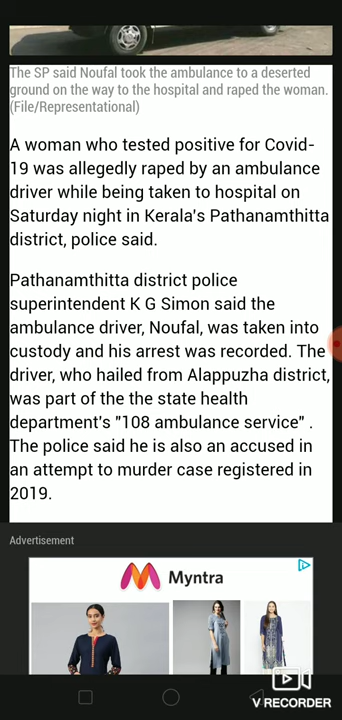 The SP said Noufal took the ambulance to a deserted
ground on the way to the hospital and raped the woman.
(File/Representational)
A woman who tested positive for Covid-
19 was allegedly raped by an ambulance
driver while being taken to hospital on
Saturday night in Kerala's Pathanamthitta
district, police said.
Pathanamthitta district police
superintendent K G Simon said the
ambulance driver, Noufal, was taken into
custody and his arrest was recorded. The
driver, who hailed from Alappuzha district,
was part of the the state health
department's "108 ambulance service" .
The police said he is also an accused in
an attempt to murder case registered in
2019.
Advertisement
Myntra
V RECORDER